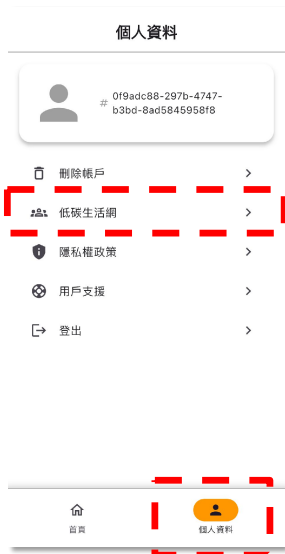 個人資料
# 0f9adc88-297b-4747-
b3bd-8ad5845958f8
刪除帳戶
低碳生活網
隱私權政策
用戶支援
登出
首頁
個人資料